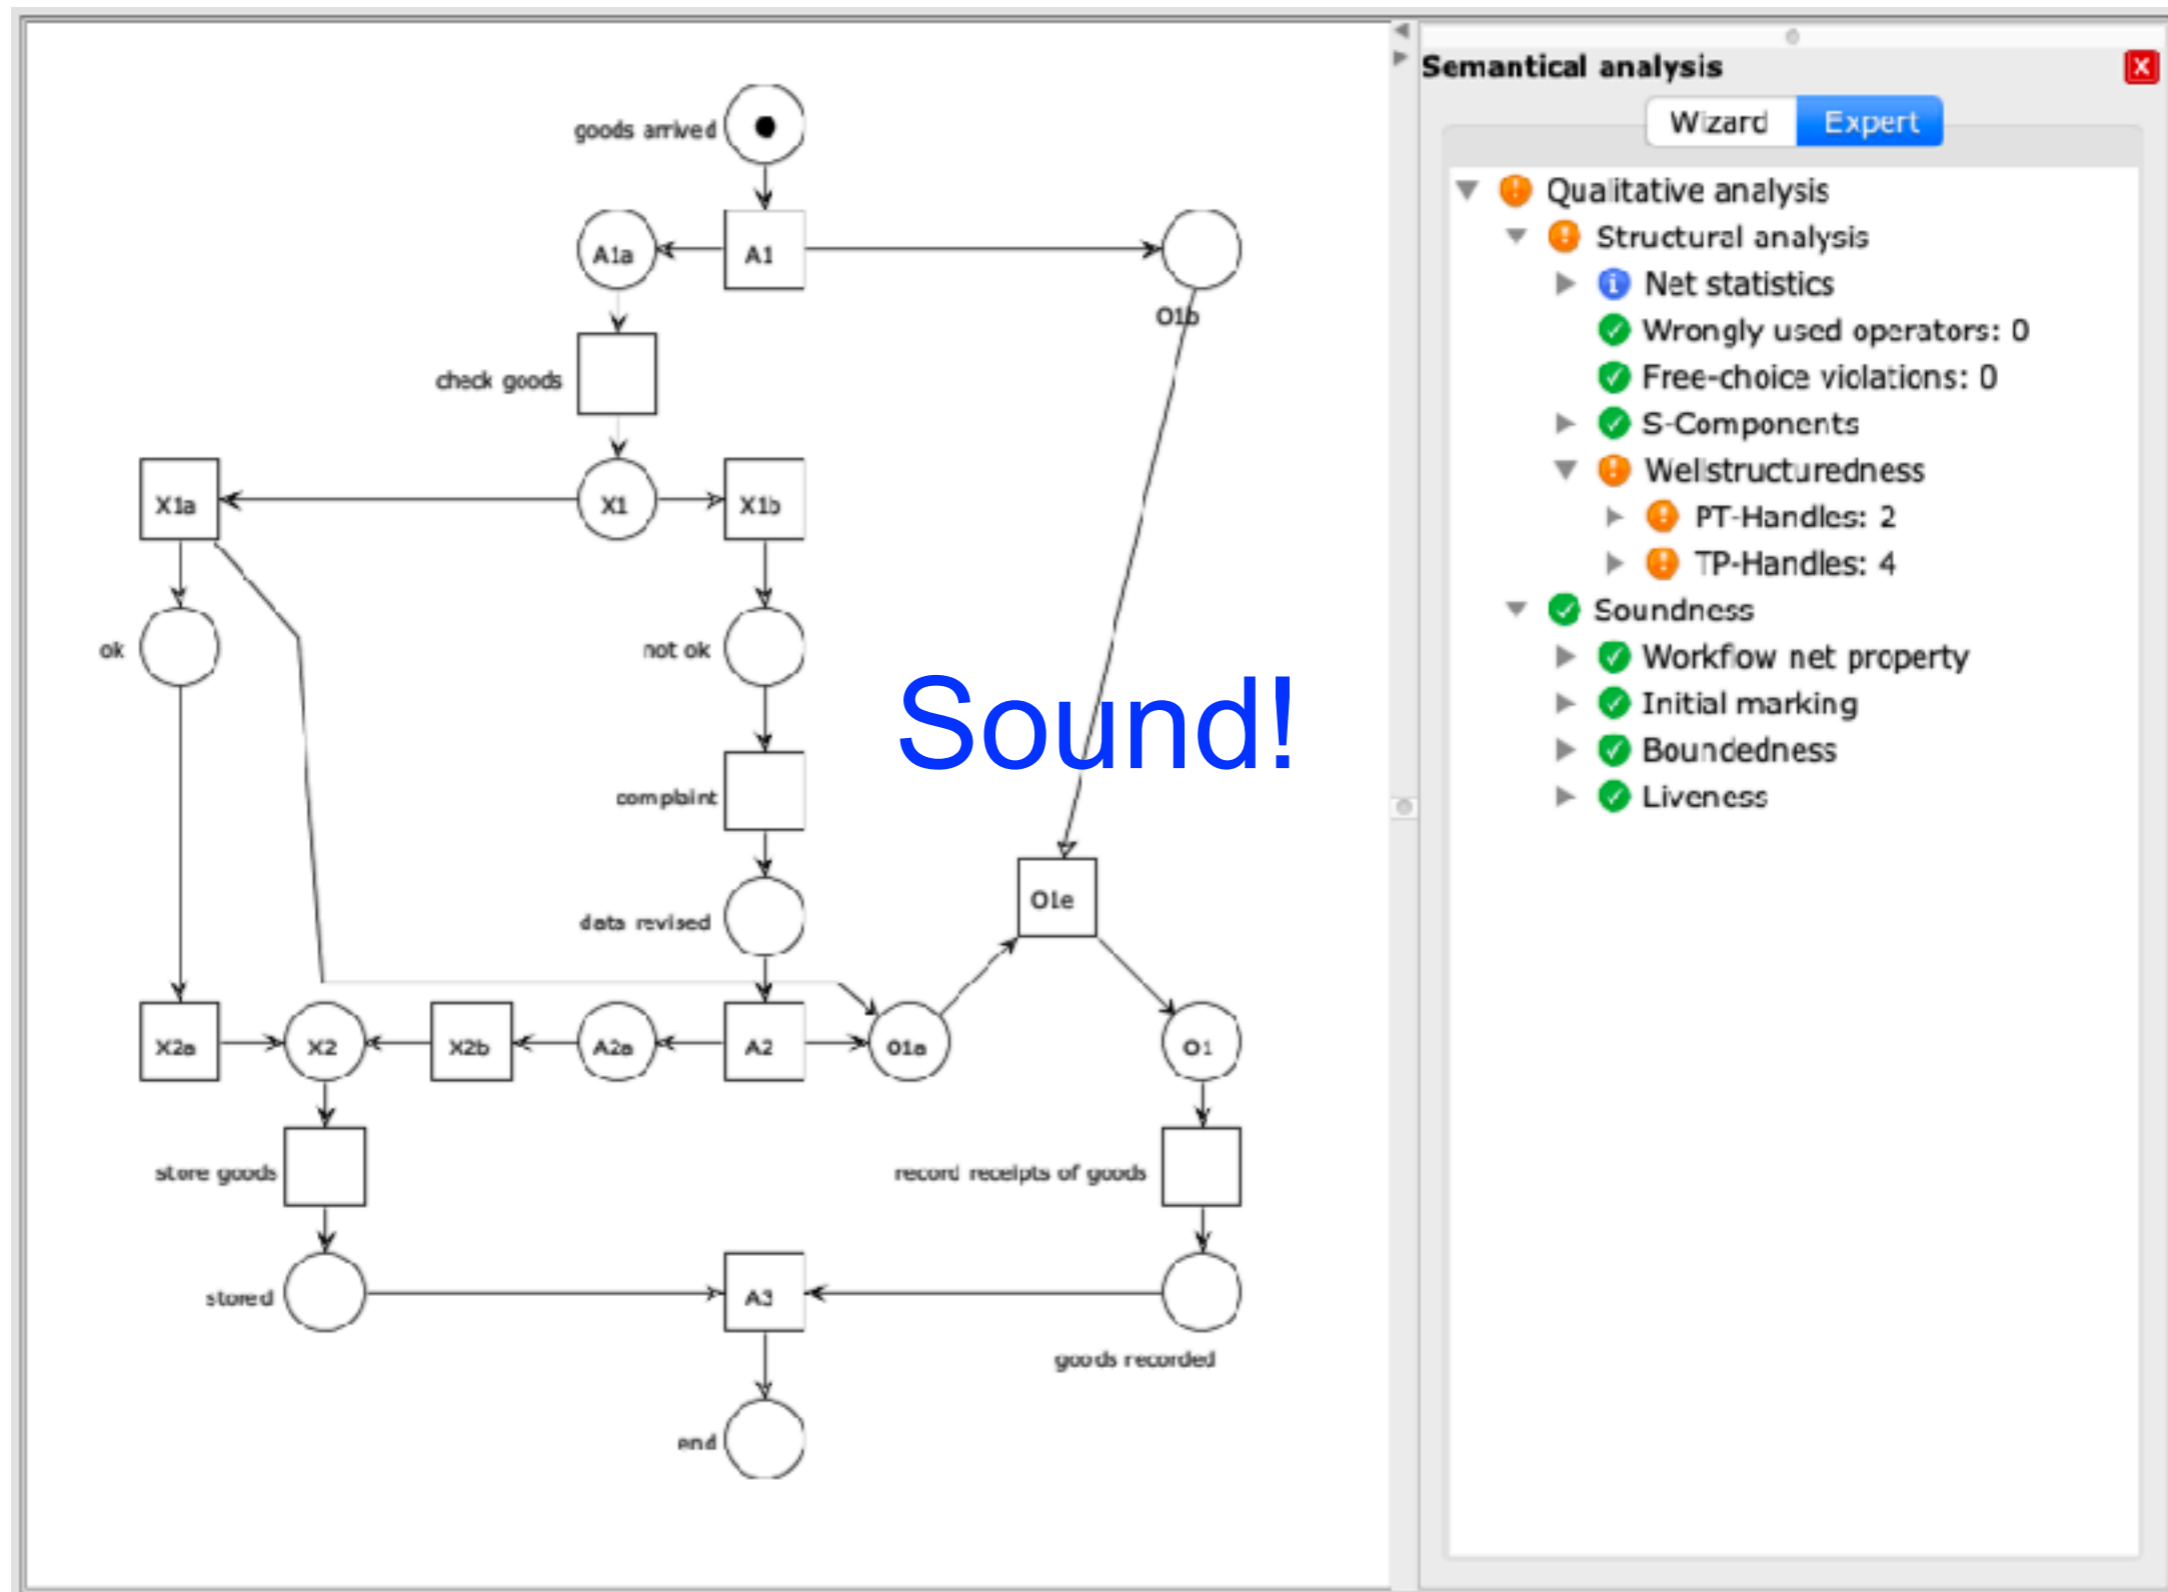 goods arrived
A1a
A1
O1b
check goods
X1a
X1
X1b
ok
not ok
Sound!
complaint
O1e
data revised
X2a
X2
X2b
A2a
A2
O1a
O1
store goods
record receipts of goods
stored
A3
goods recorded
end
Semantical analysis
X
Wizard
Expert
Qualitative analysis
Structural analysis
Net statistics
Wrongly used operators: 0
Free-choice violations: 0
S-Components
Wellstructuredness
PT-Handles: 2
TP-Handles: 4
Soundness
Workflow net property
Initial marking
Boundedness
Liveness